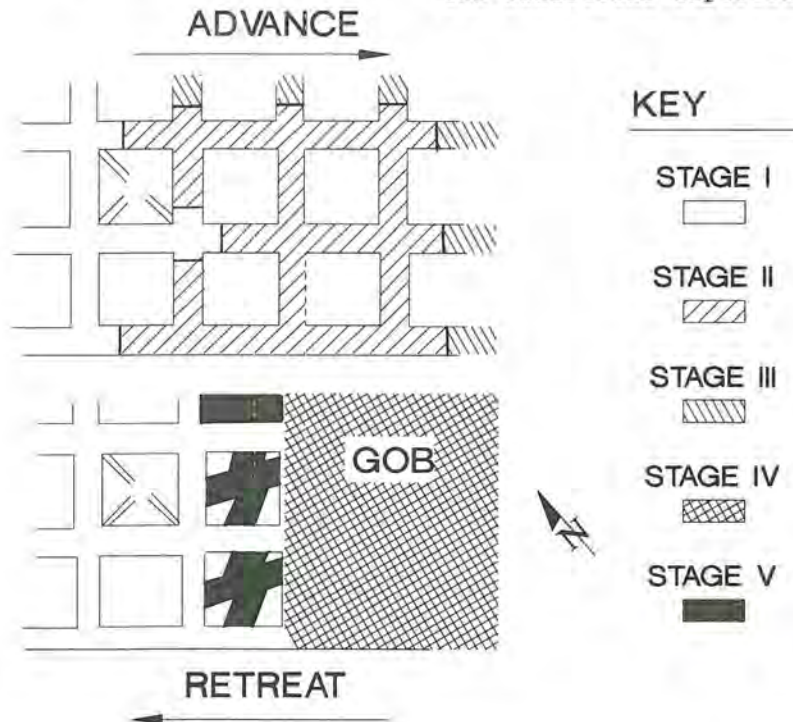 ADVANCE
KEY
STAGE I
STAGE II
STAGE III
GOB
STAGE IV
N
STAGE V
RETREAT